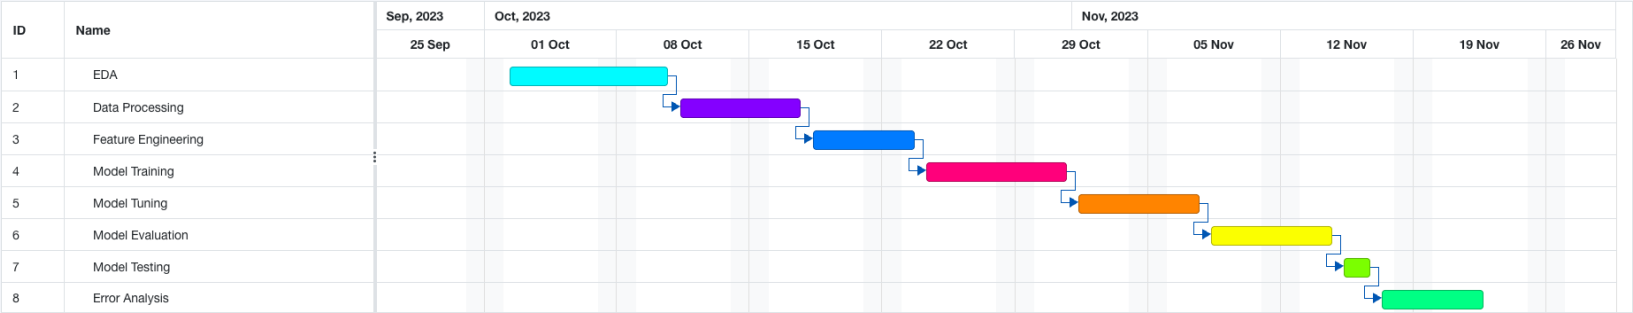 ID Name Sep, 2023 Oct, 2023 Nov, 2023
25 Sep 01 Oct 08 Oct 15 Oct 22 Oct 29 Oct 05 Nov 12 Nov 19 Nov 26 Nov
1 EDA
2 Data Processing
3 Feature Engineering
4 Model Training
5 Model Tuning
6 Model Evaluation
7 Model Testing
8 Error Analysis